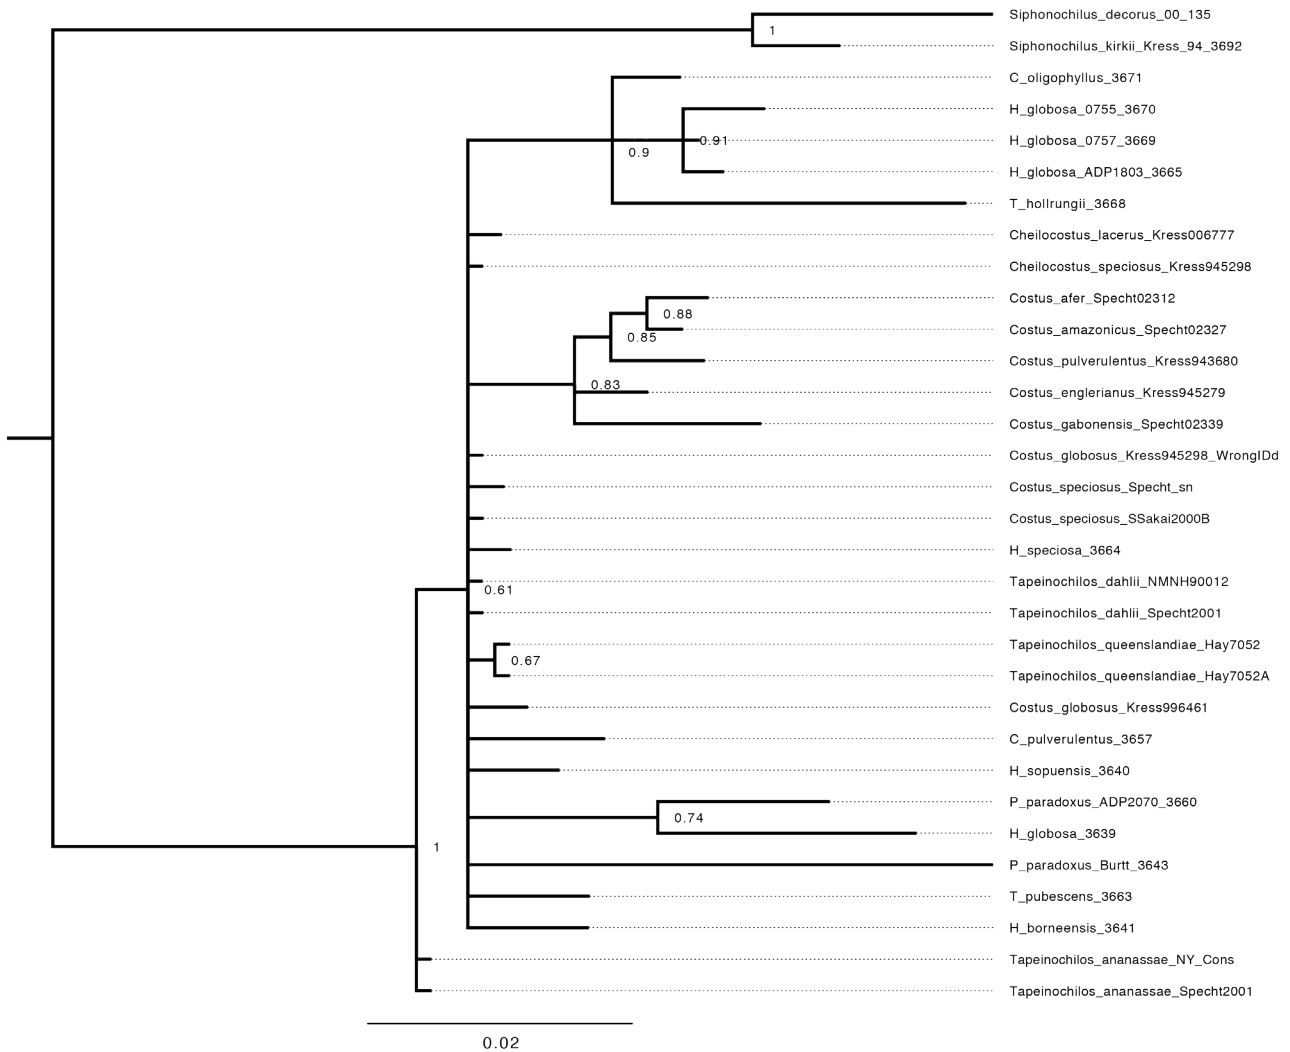 Siphonochilus_decorus_00_135
1
Siphonochilus_kirkii_Kress_94_3692
C_oligophyllus_3671
H_globosa_0755_3670
0.91
H_globosa_0757_3669
0.9
H_globosa_ADP1803_3665
T_hollrungii_3668
Cheilocostus_lacerus_Kress006777
Cheilocostus_speciosus_Kress945298
Costus_afer_Specht02312
0.88
Costus_amazonicus_Specht02327
0.85
Costus_pulverulentus_Kress943680
0.83
Costus_englerianus_Kress945279
Costus_gabonensis_Specht02339
Costus_globosus_Kress945298_WrongIDd
Costus_speciosus_Specht_sn
Costus_speciosus_SSakai2000B
H_speciosa_3664
Tapeinochilos_dahlii_NMNH90012
0.61
Tapeinochilos_dahlii_Specht2001
Tapeinochilos_queenslandiae_Hay7052
0.67
Tapeinochilos_queenslandiae_Hay7052A
Costus_globosus_Kress996461
C_pulverulentus_3657
H_sopuensis_3640
P_paradoxus_ADP2070_3660
0.74
H_globosa_3639
1
P_paradoxus_Burtt_3643
T_pubescens_3663
H_borneensis_3641
Tapeinochilos_ananassae_NY_Cons
Tapeinochilos_ananassae_Specht2001
0.02